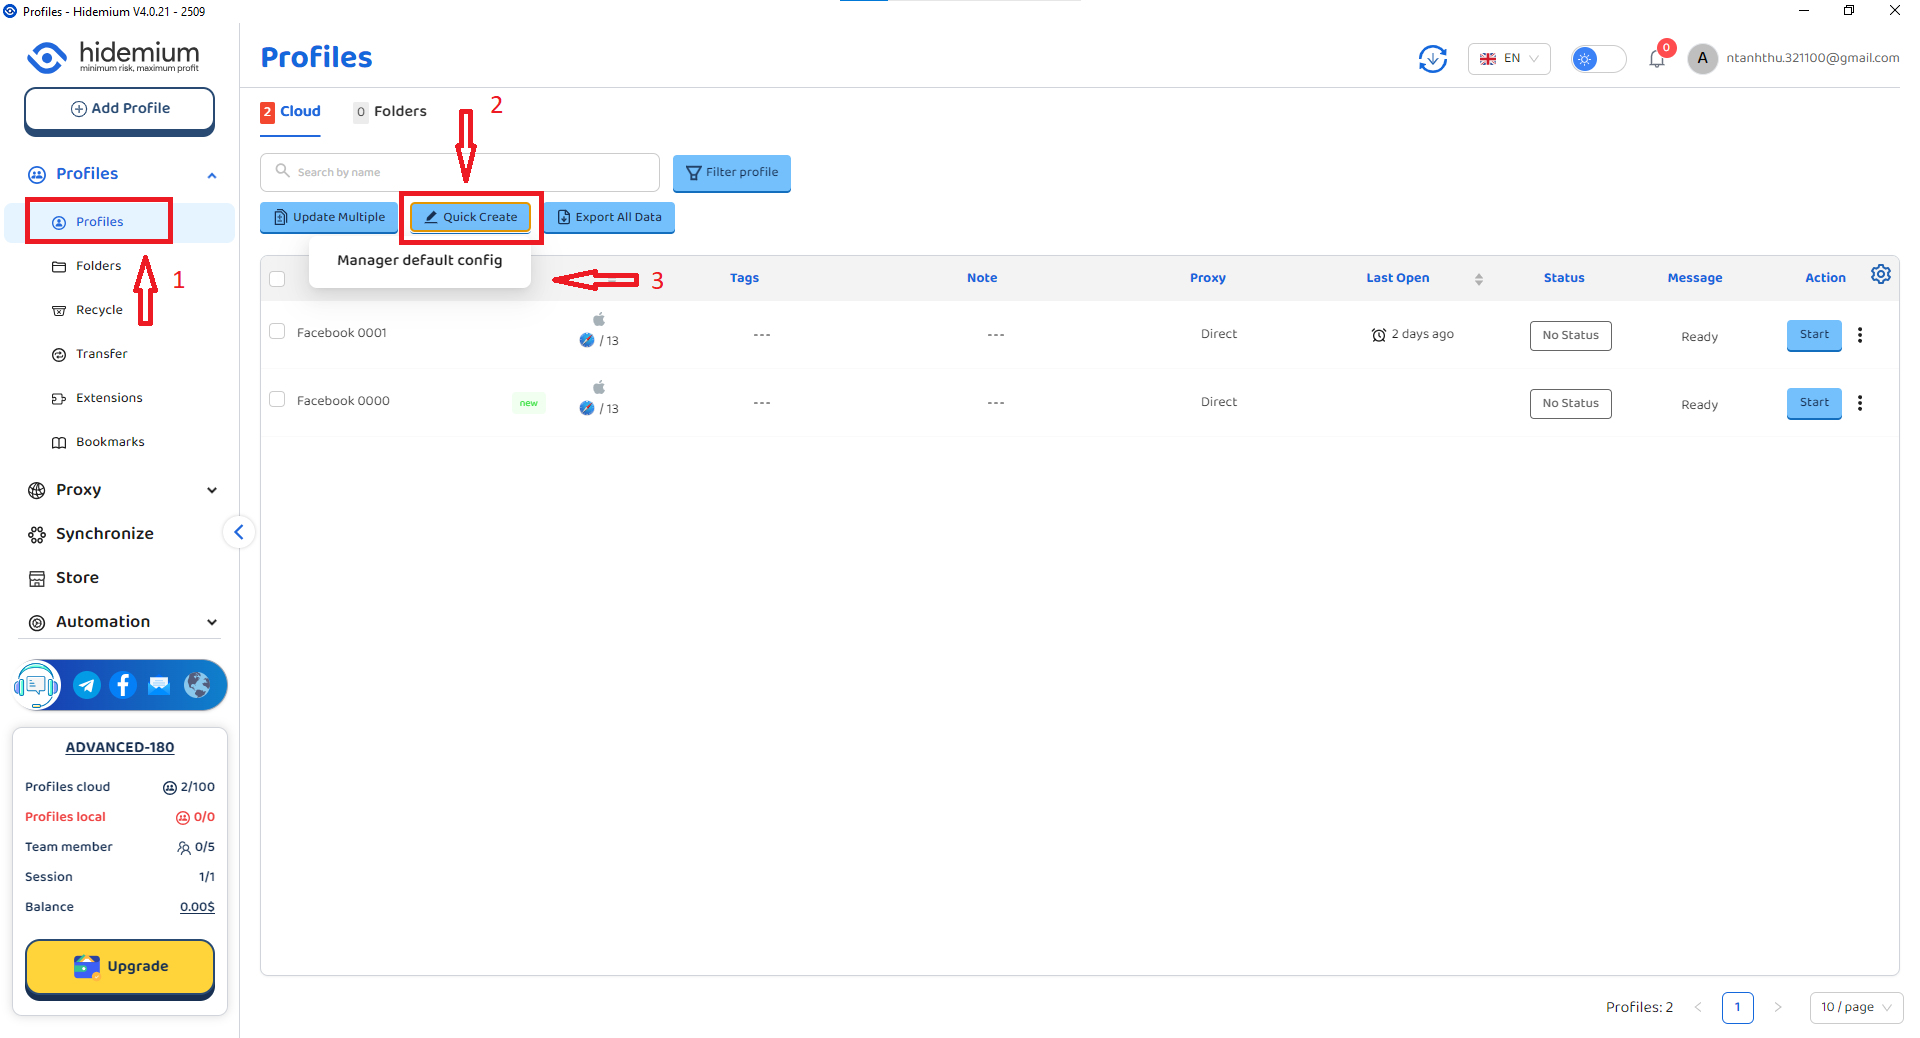 Profiles - Hidemium V4.0.21 - 2509
hidemium
minimum risk, maximum profit
Add Profile
Profiles
Profiles
Folders
Recycle
Transfer
Extensions
Bookmarks
Proxy
Synchronize
Store
Automation
ADVANCED-180
Profiles cloud 2/100
Profiles local 0/0
Team member 0/5
Session 1/1
Balance 0.00$
Upgrade
1
Profiles
EN
0
A
ntanhthu.321100@gmail.com
2 Cloud
0 Folders
2
Search by name
Filter profile
Update Multiple
Quick Create
Export All Data
Manager default config
3
Tags Note Proxy Last Open Status Message Action
Facebook 0001 / 13 --- --- Direct 2 days ago No Status Ready Start
Facebook 0000 new / 13 --- --- Direct No Status Ready Start
Profiles: 2 < 1 > 10 / page